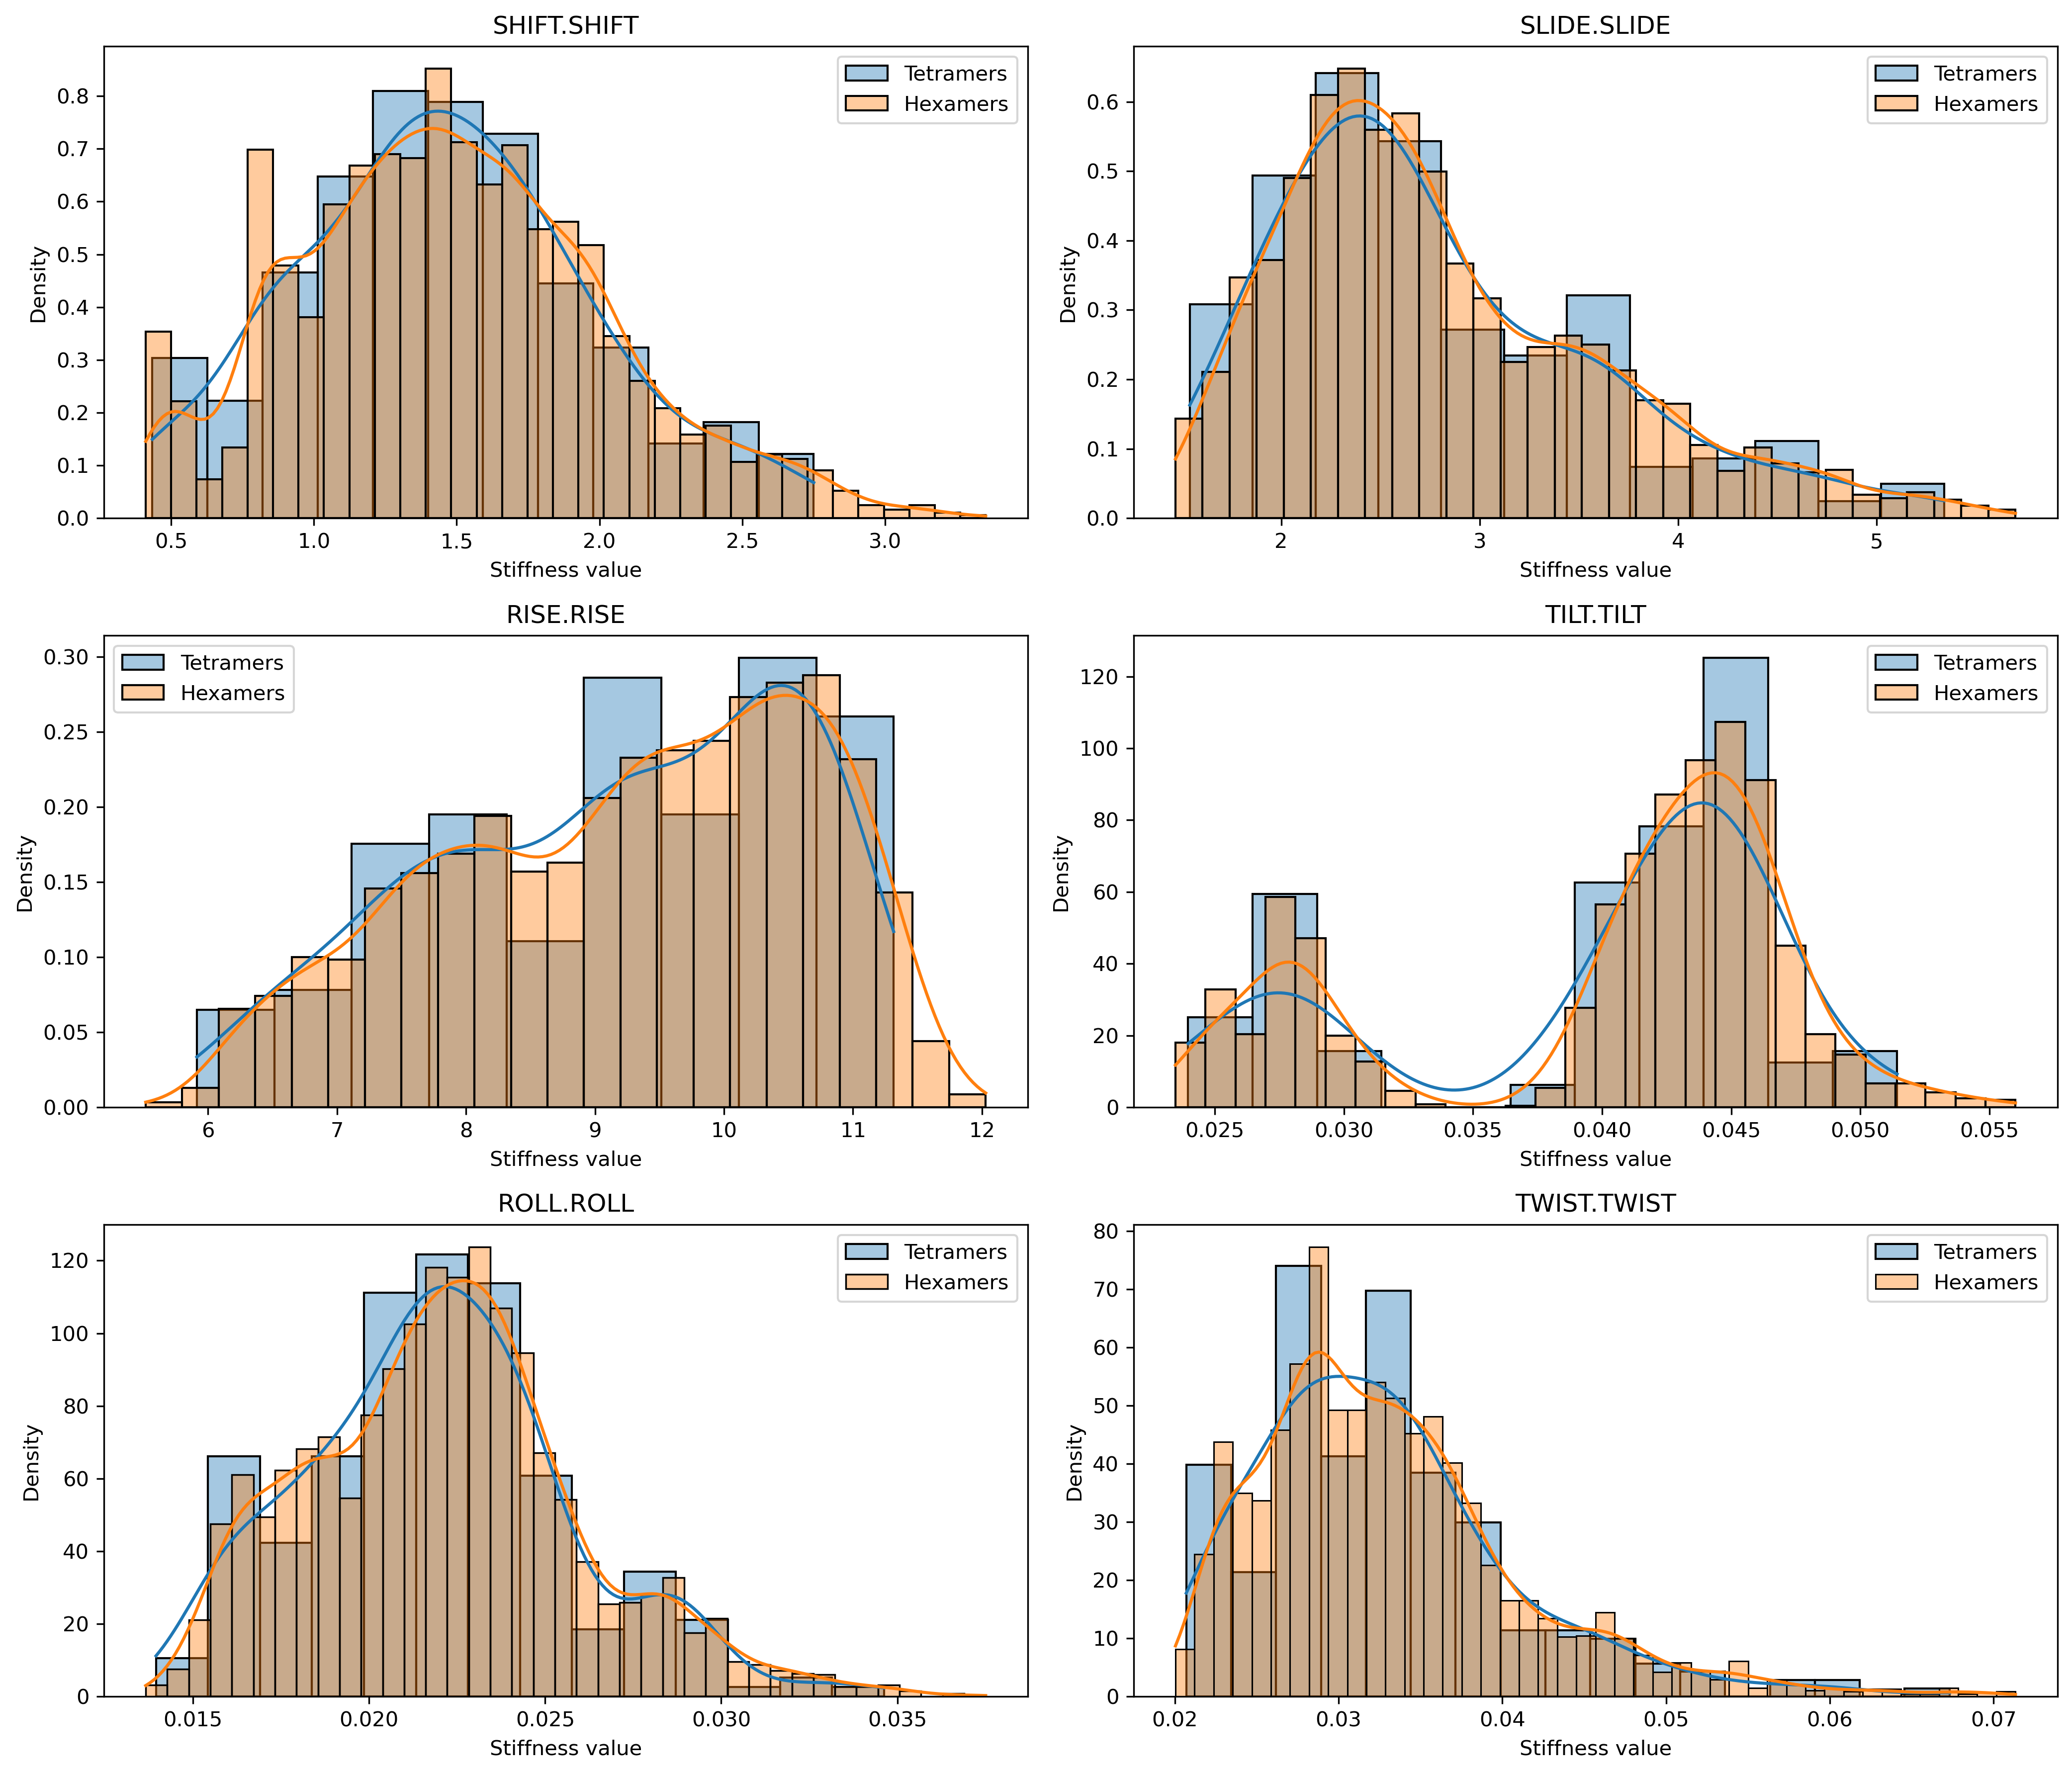 SHIFT.SHIFT
Tetramers
Hexamers
Density
0.8
0.7
0.6
0.5
0.4
0.3
0.2
0.1
0.0
0.5 1.0 1.5 2.0 2.5 3.0
Stiffness value
SLIDE.SLIDE
Tetramers
Hexamers
Density
0.6
0.5
0.4
0.3
0.2
0.1
0.0
2 3 4 5
Stiffness value
RISE.RISE
Tetramers
Hexamers
Density
0.30
0.25
0.20
0.15
0.10
0.05
0.00
6 7 8 9 10 11 12
Stiffness value
TILT.TILT
Tetramers
Hexamers
Density
120
100
80
60
40
20
0
0.025 0.030 0.035 0.040 0.045 0.050 0.055
Stiffness value
ROLL.ROLL
Tetramers
Hexamers
Density
120
100
80
60
40
20
0
0.015 0.020 0.025 0.030 0.035
Stiffness value
TWIST.TWIST
Tetramers
Hexamers
Density
80
70
60
50
40
30
20
10
0
0.02 0.03 0.04 0.05 0.06 0.07
Stiffness value